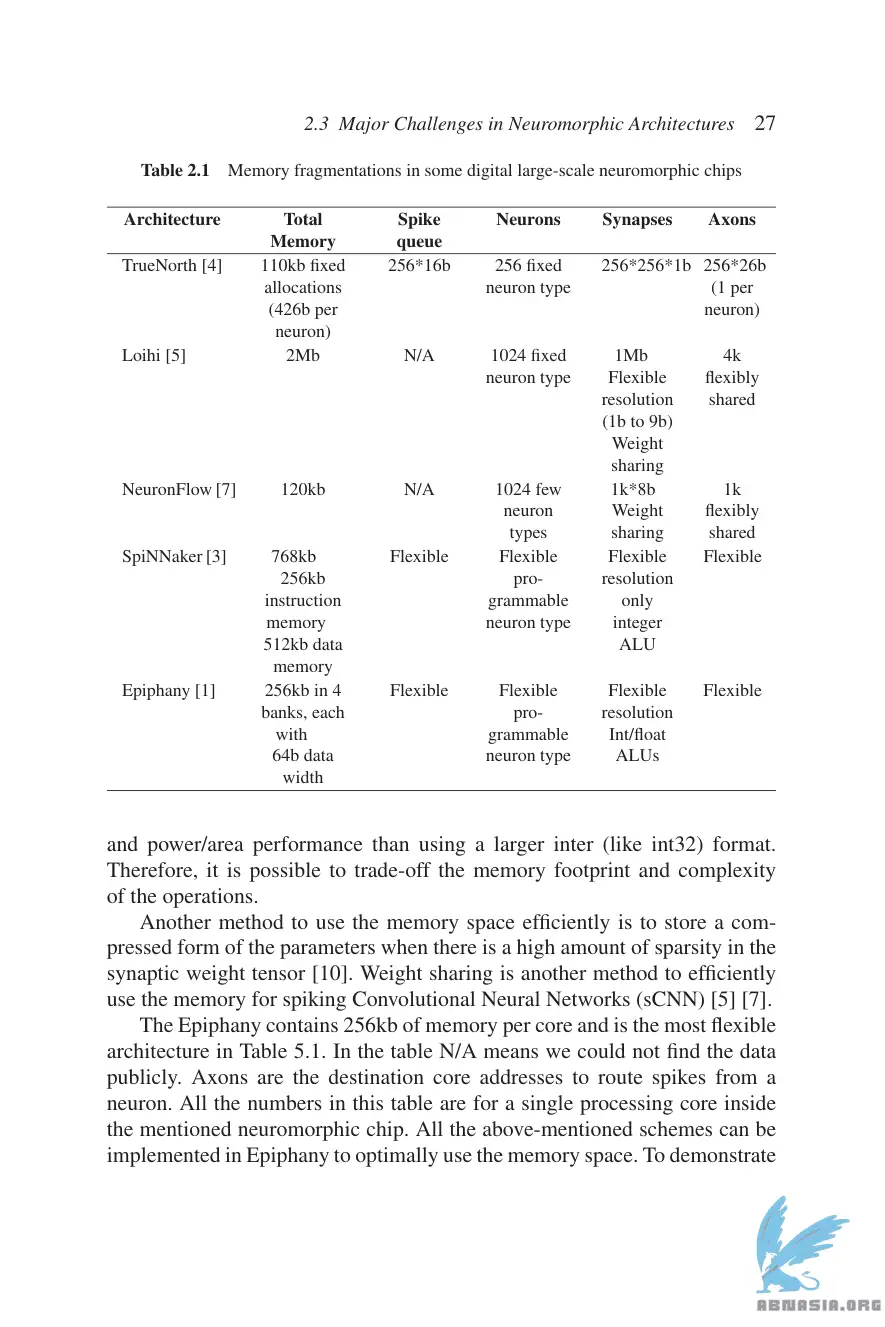 2.3 Major Challenges in Neuromorphic Architectures 27
Table 2.1 Memory fragmentations in some digital large-scale neuromorphic chips
Architecture Total Spike Neurons Synapses Axons
Memory queue
TrueNorth [4] 110kb fixed 256*16b 256 fixed 256*256*1b 256*26b
allocations neuron type (1 per
(426b per neuron)
neuron)
Loihi [5] 2Mb N/A 1024 fixed 1Mb 4k
neuron type Flexible flexibly
resolution shared
(1b to 9b)
Weight
sharing
NeuronFlow [7] 120kb N/A 1024 few 1k*8b 1k
neuron Weight flexibly
types sharing shared
SpiNNaker [3] 768kb Flexible Flexible Flexible Flexible
256kb pro- resolution
instruction grammable only
memory neuron type integer
512kb data ALU
memory
Epiphany [1] 256kb in 4 Flexible Flexible Flexible Flexible
banks, each pro- resolution
with grammable Int/float
64b data neuron type ALUs
width
and power/area performance than using a larger inter (like int32) format.
Therefore, it is possible to trade-off the memory footprint and complexity
of the operations.
Another method to use the memory space efficiently is to store a com-
pressed form of the parameters when there is a high amount of sparsity in the
synaptic weight tensor [10]. Weight sharing is another method to efficiently
use the memory for spiking Convolutional Neural Networks (sCNN) [5] [7].
The Epiphany contains 256kb of memory per core and is the most flexible
architecture in Table 5.1. In the table N/A means we could not find the data
publicly. Axons are the destination core addresses to route spikes from a
neuron. All the numbers in this table are for a single processing core inside
the mentioned neuromorphic chip. All the above-mentioned schemes can be
implemented in Epiphany to optimally use the memory space. To demonstrate
ABNASIA.ORG